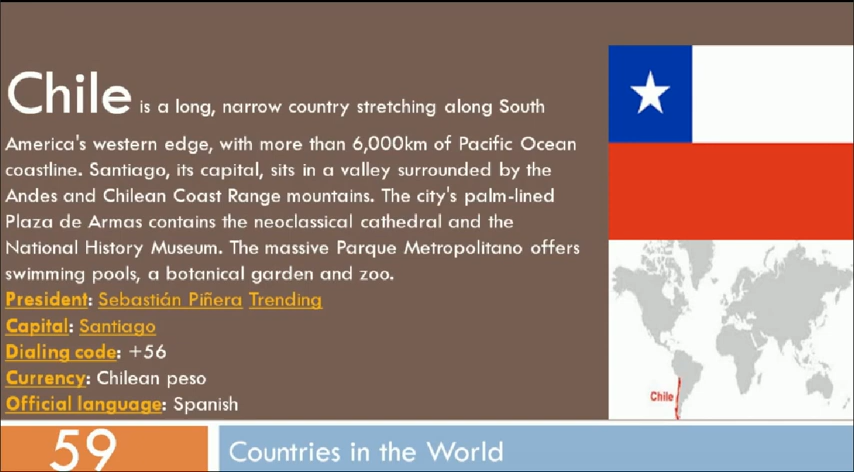 Chile is a long, narrow country stretching along South
America's western edge, with more than 6,000km of Pacific Ocean
coastline. Santiago, its capital, sits in a valley surrounded by the
Andes and Chilean Coast Range mountains. The city's palm-lined
Plaza de Armas contains the neoclassical cathedral and the
National History Museum. The massive Parque Metropolitano offers
swimming pools, a botanical garden and zoo.
President: Sebastián Piñera Trending
Capital: Santiago
Dialing code: +56
Currency: Chilean peso
Official language: Spanish
Chile
59
Countries in the World